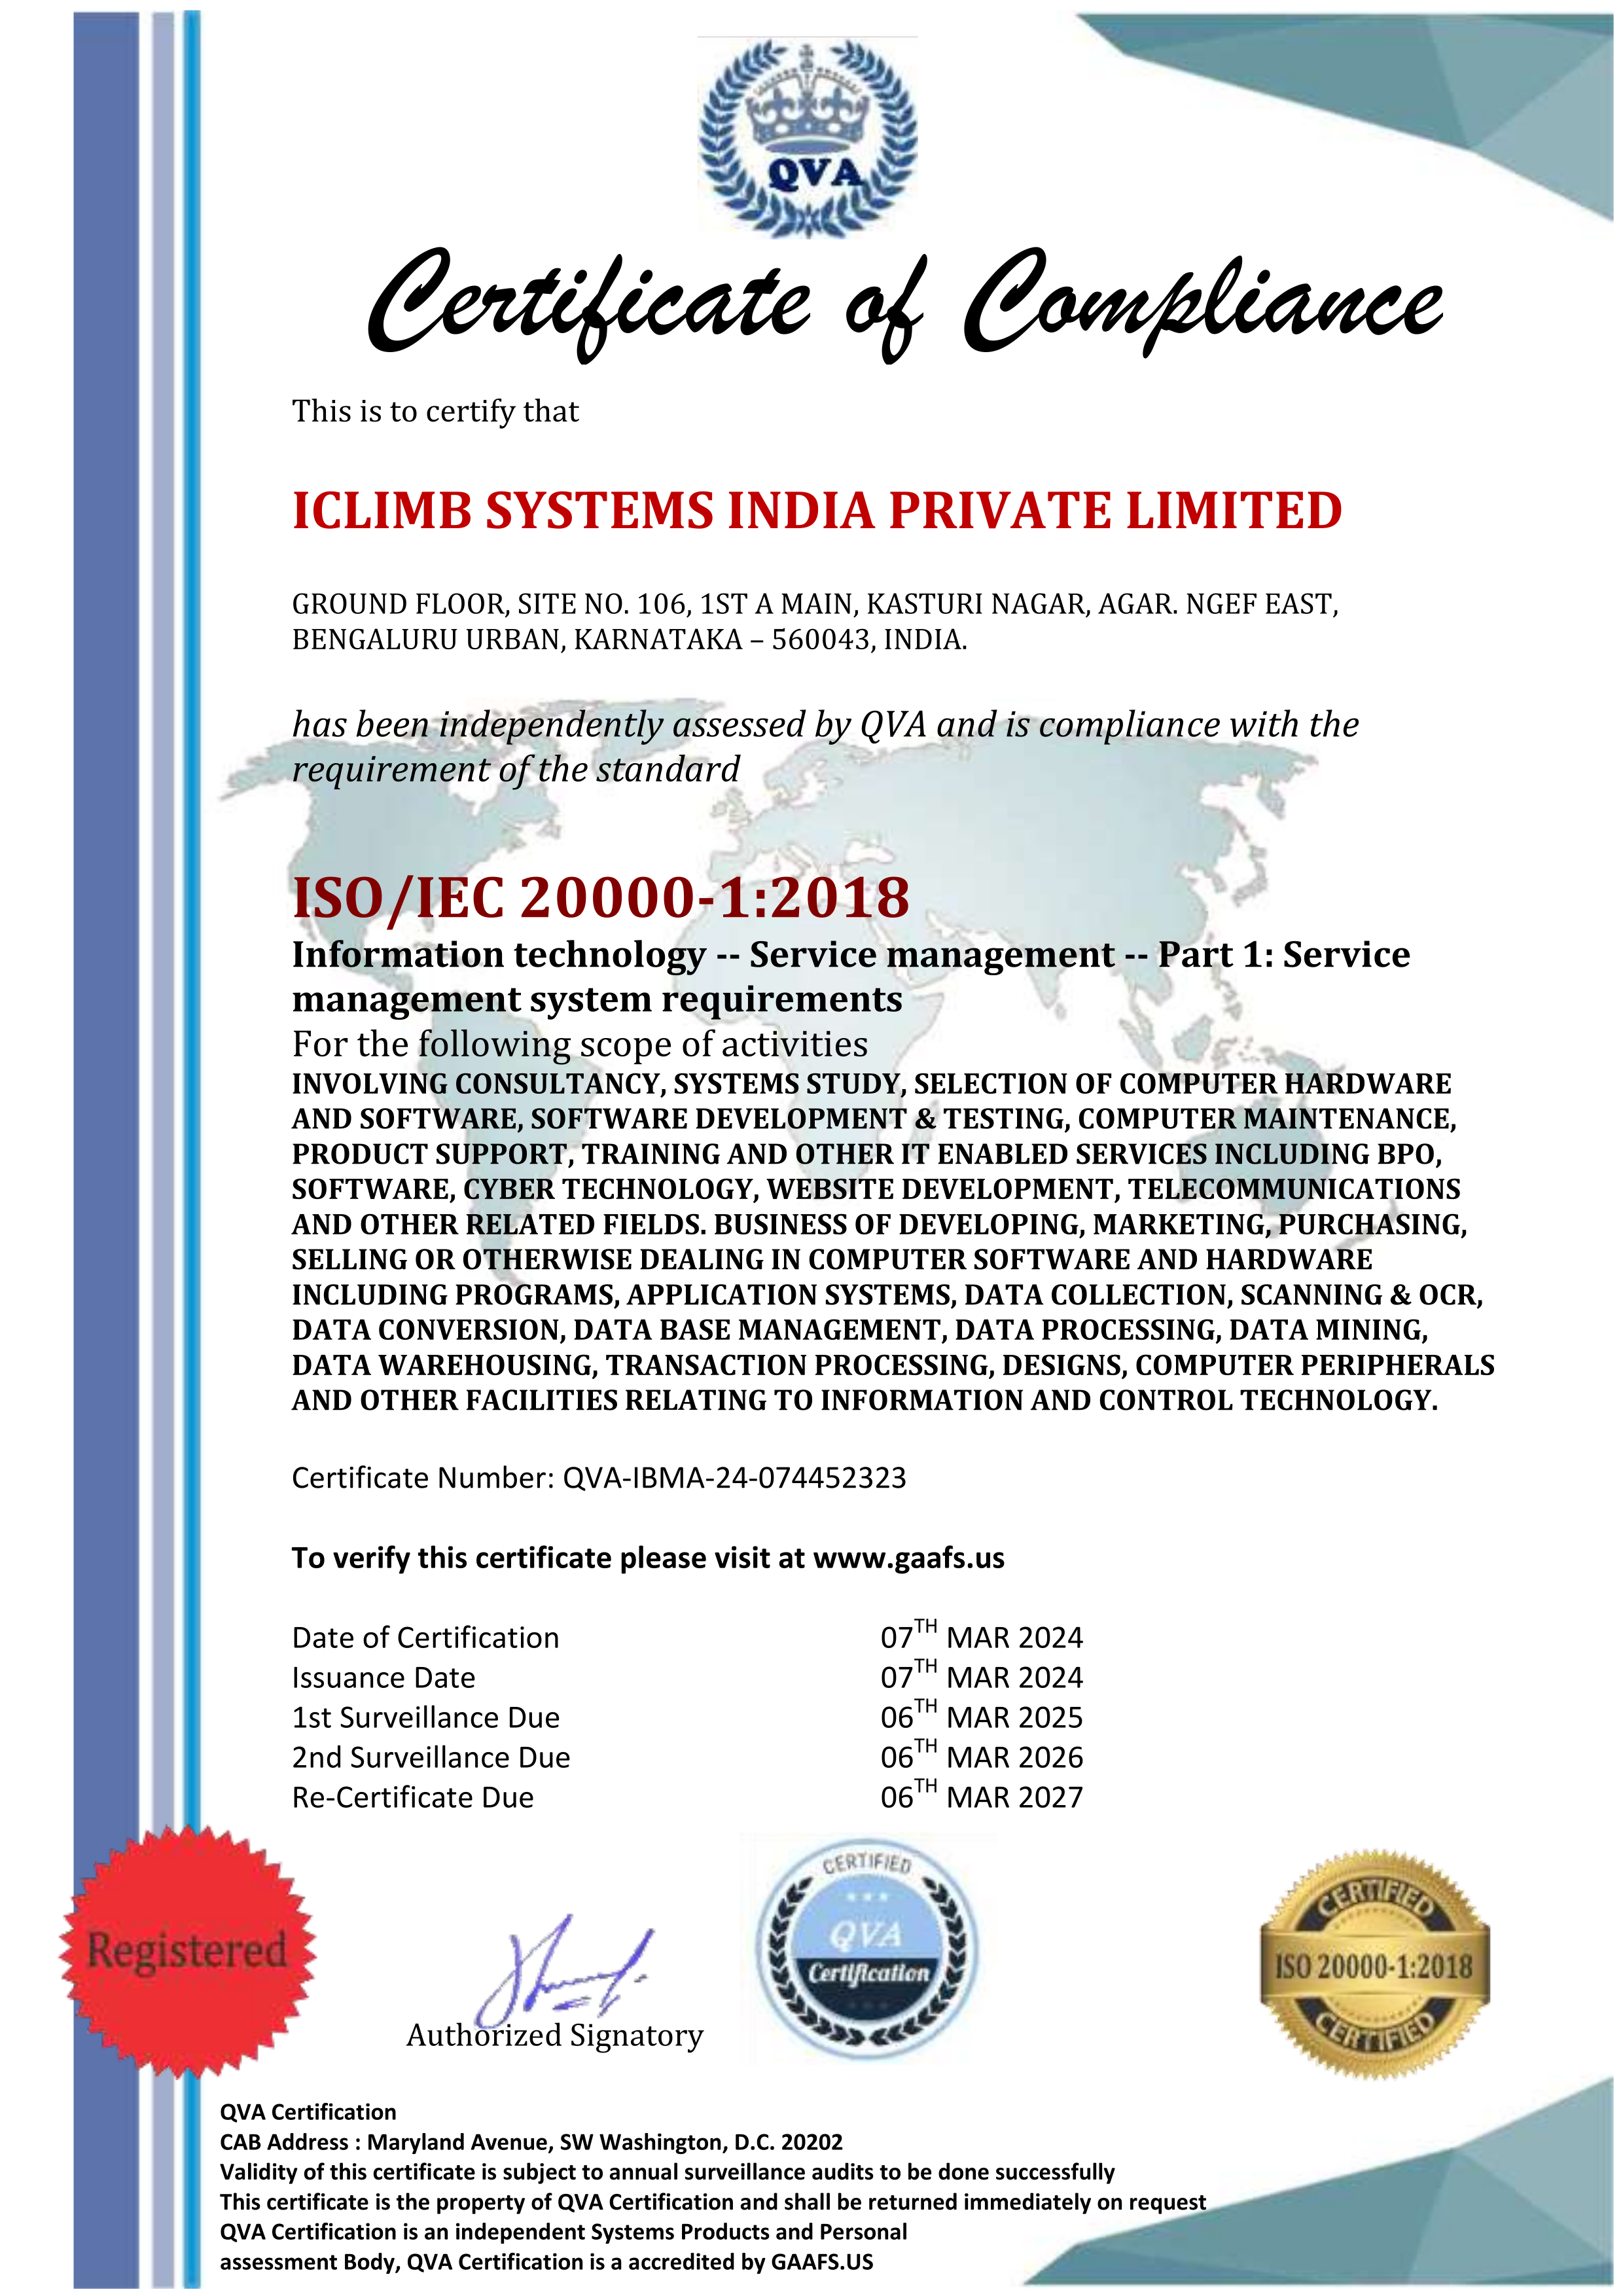 QVA
Certificate of Compliance
This is to certify that
ICLIMB SYSTEMS INDIA PRIVATE LIMITED
GROUND FLOOR, SITE NO. 106, 1ST A MAIN, KASTURI NAGAR, AGAR. NGEF EAST,
BENGALURU URBAN, KARNATAKA – 560043, INDIA.
has been independently assessed by QVA and is compliance with the
requirement of the standard
ISO/IEC 20000-1:2018
Information technology -- Service management -- Part 1: Service
management system requirements
For the following scope of activities
INVOLVING CONSULTANCY, SYSTEMS STUDY, SELECTION OF COMPUTER HARDWARE
AND SOFTWARE, SOFTWARE DEVELOPMENT & TESTING, COMPUTER MAINTENANCE,
PRODUCT SUPPORT, TRAINING AND OTHER IT ENABLED SERVICES INCLUDING BPO,
SOFTWARE, CYBER TECHNOLOGY, WEBSITE DEVELOPMENT, TELECOMMUNICATIONS
AND OTHER RELATED FIELDS. BUSINESS OF DEVELOPING, MARKETING, PURCHASING,
SELLING OR OTHERWISE DEALING IN COMPUTER SOFTWARE AND HARDWARE
INCLUDING PROGRAMS, APPLICATION SYSTEMS, DATA COLLECTION, SCANNING & OCR,
DATA CONVERSION, DATA BASE MANAGEMENT, DATA PROCESSING, DATA MINING,
DATA WAREHOUSING, TRANSACTION PROCESSING, DESIGNS, COMPUTER PERIPHERALS
AND OTHER FACILITIES RELATING TO INFORMATION AND CONTROL TECHNOLOGY.
Certificate Number: QVA-IBMA-24-074452323
To verify this certificate please visit at www.gaafs.us
Date of Certification 07TH MAR 2024
Issuance Date 07TH MAR 2024
1st Surveillance Due 06TH MAR 2025
2nd Surveillance Due 06TH MAR 2026
Re-Certificate Due 06TH MAR 2027
Registered
Authorized Signatory
CERTIFIED
QVA
Certification
CERTIFIED
ISO 20000-1:2018
CERTIFIED
QVA Certification
CAB Address : Maryland Avenue, SW Washington, D.C. 20202
Validity of this certificate is subject to annual surveillance audits to be done successfully
This certificate is the property of QVA Certification and shall be returned immediately on request
QVA Certification is an independent Systems Products and Personal
assessment Body, QVA Certification is a accredited by GAAFS.US